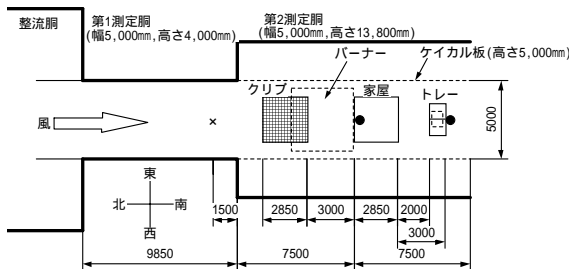 整流胴
第1測定胴
(幅5,000mm,高さ4,000mm)
第2測定胴
(幅5,000mm,高さ13,800mm)
バーナー
ケイカル板(高さ5,000mm)
クリブ
家屋
トレー
風
×
5000
東
北 南
西
1500
2850
3000
2850
2000
3000
9850
7500
7500